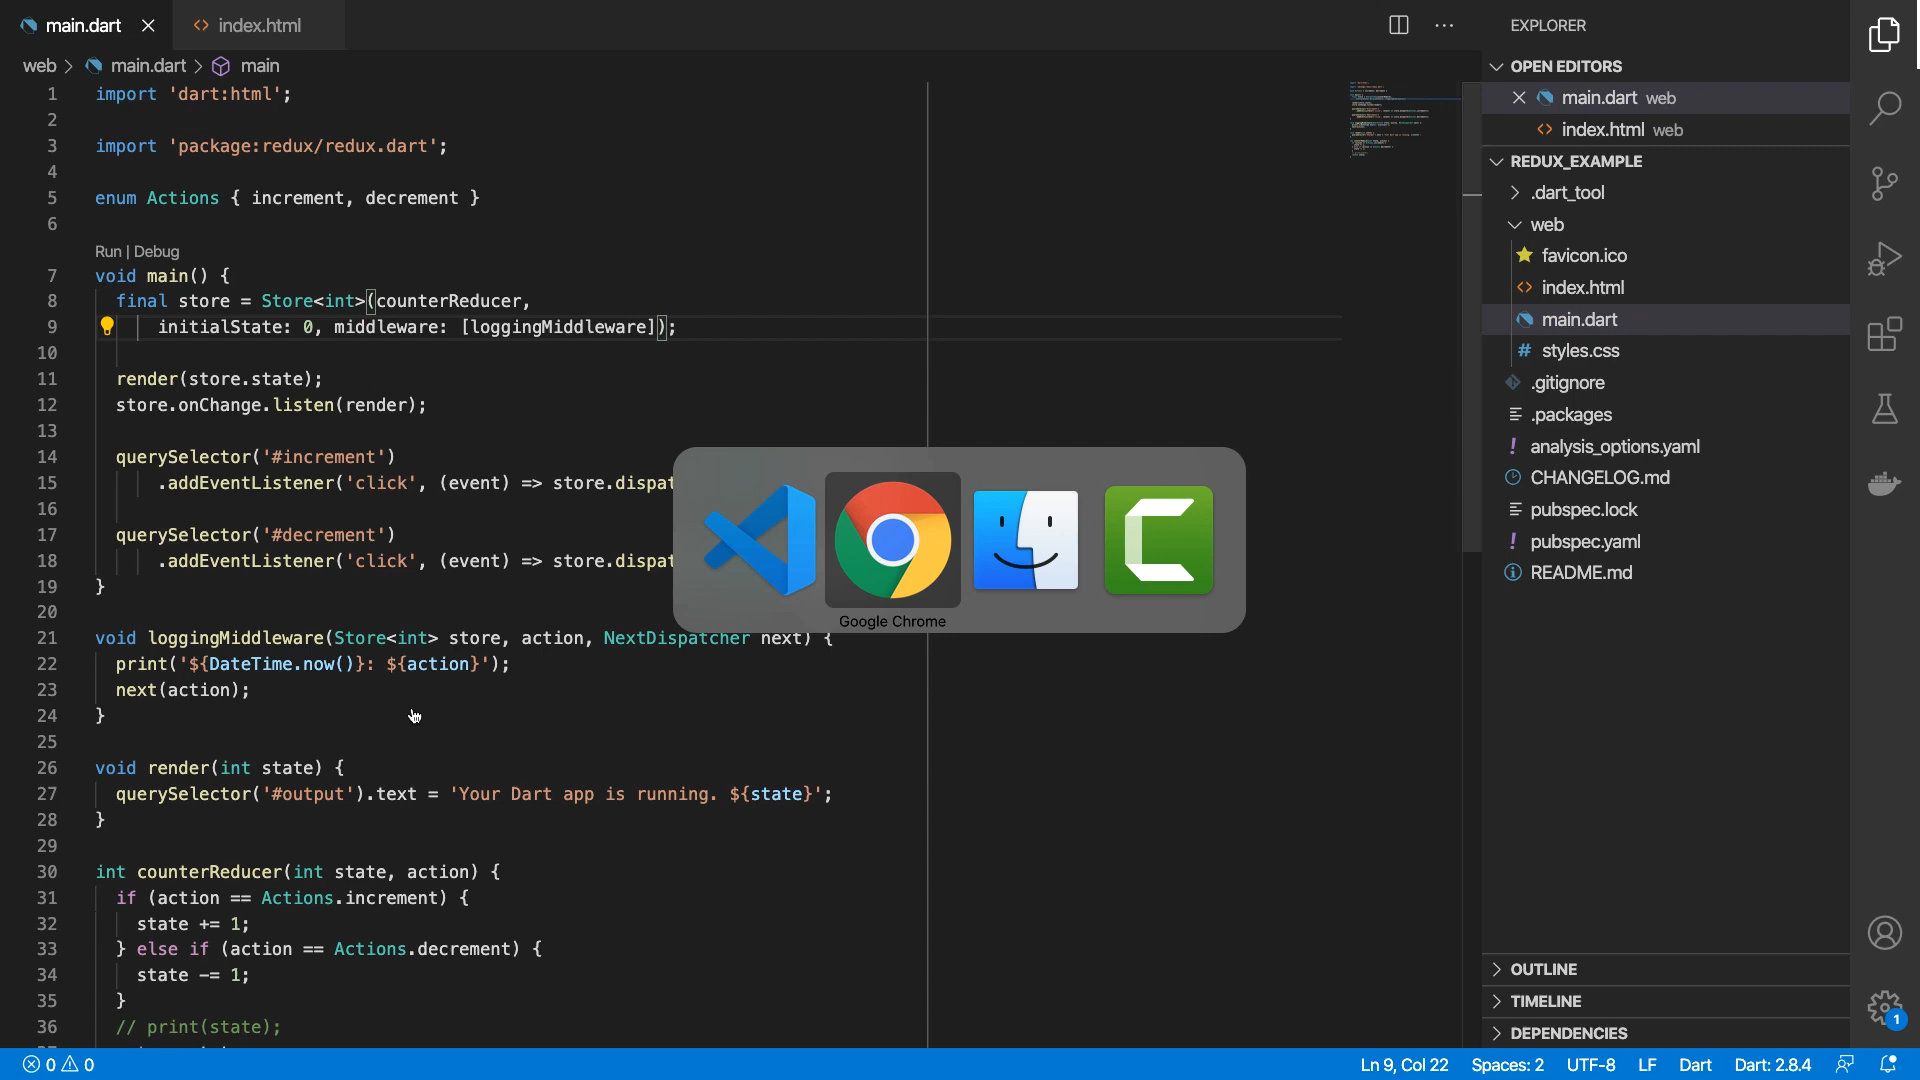 main.dart
index.html
EXPLORER
web > main.dart > main
OPEN EDITORS
main.dart web
index.html web
REDUX_EXAMPLE
.dart_tool
web
favicon.ico
index.html
main.dart
styles.css
.gitignore
.packages
analysis_options.yaml
CHANGELOG.md
pubspec.lock
pubspec.yaml
README.md
OUTLINE
TIMELINE
DEPENDENCIES
1 import 'dart:html';
2
3 import 'package:redux/redux.dart';
4
5 enum Actions { increment, decrement }
6
Run | Debug
7 void main() {
8 final store = Store<int>(counterReducer,
9 initialState: 0, middleware: [loggingMiddleware]);
10
11 render(store.state);
12 store.onChange.listen(render);
13
14 querySelector('#increment')
15 .addEventListener('click', (event) => store.dispat
16
17 querySelector('#decrement')
18 .addEventListener('click', (event) => store.dispat
19 }
20
21 void loggingMiddleware(Store<int> store, action, NextDispatcher next) {
22 print('${DateTime.now()}: ${action}');
23 next(action);
24 }
25
26 void render(int state) {
27 querySelector('#output').text = 'Your Dart app is running. ${state}';
28 }
29
30 int counterReducer(int state, action) {
31 if (action == Actions.increment) {
32 state += 1;
33 } else if (action == Actions.decrement) {
34 state -= 1;
35 }
36 // print(state);
Google Chrome
0 0
Ln 9, Col 22
Spaces: 2
UTF-8
LF
Dart
Dart: 2.8.4
1